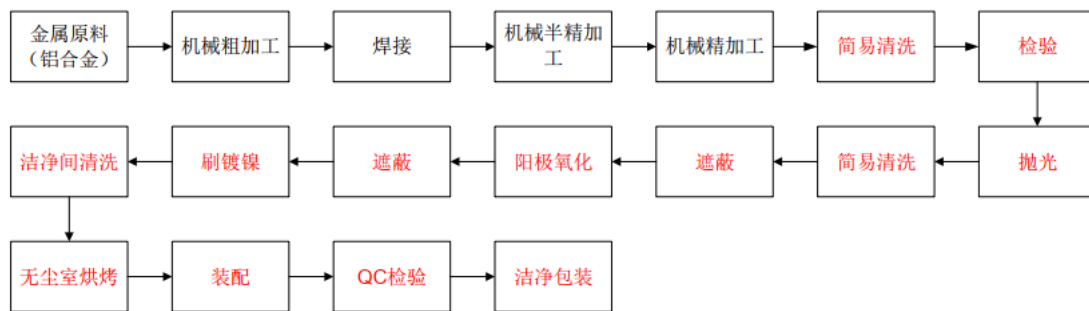 金属原料
（铝合金）
机械粗加工
焊接
机械半精加
工
机械精加工
简易清洗
检验
抛光
简易清洗
遮蔽
阳极氧化
遮蔽
刷镀镍
洁净间清洗
无尘室烘烤
装配
QC检验
洁净包装